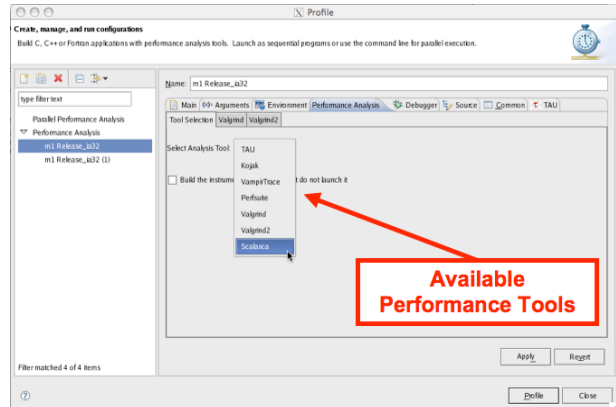 Profile
Create, manage, and run configurations
Build C, C++ or Fortran applications with performance analysis tools. Launch as sequential programs or use the command line for parallel execution.
Name: m1 Release_ia32
type filter text
Main Arguments Environment Performance Analysis Debugger Source Common TAU
Parallel Performance Analysis
Tool Selection Valgrind Valgrind2
Performance Analysis
m1 Release_ia32
m1 Release_ia32 (1)
Select Analysis Tool:
TAU
Kojak
Build the instrume
t do not launch it
VampirTrace
Perfsuite
Valgrind
Valgrind2
Scalasca
Available
Performance Tools
Filter matched 4 of 4 items
Apply Revert
? Profile Close